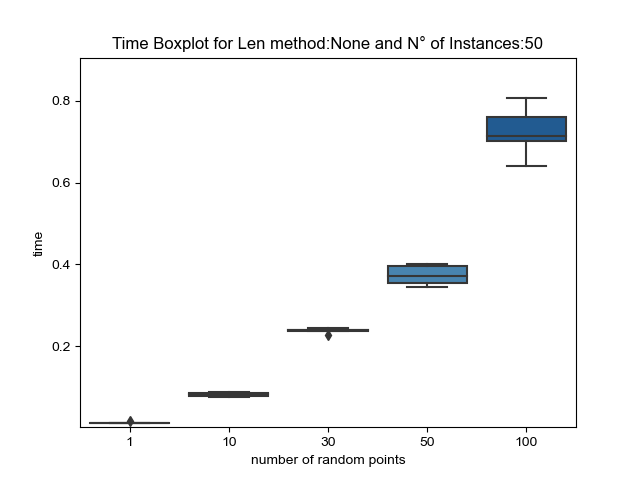 Time Boxplot for Len method:None and N° of Instances:50
0.8
0.6
0.4
0.2
time
1 10 30 50 100
number of random points